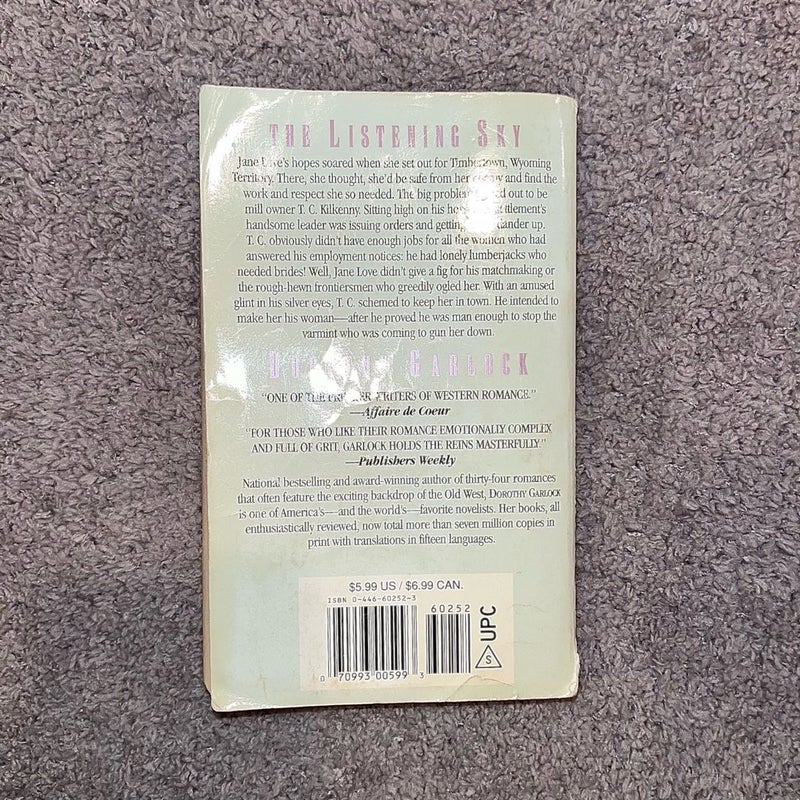 THE LISTENING SKY
Jane Love's hopes soared when she set out for Timbertown, Wyoming
Territory. There, she thought, she'd be safe from her and find the
work and respect she so needed. The big problem out to be
mill owner T. C. Kilkenny. Sitting high on his settlement's
handsome leader was issuing orders and getting up.
T. C. obviously didn't have enough jobs for all the women who had
answered his employment notices: he had lonely lumberjacks who
needed brides! Well, Jane Love didn't give a fig for his matchmaking or
the rough-hewn frontiersmen who greedily ogled her. With an amused
glint in his silver eyes, T. C. schemed to keep her in town. He intended to
make her his woman—after he proved he was man enough to stop the
varmint who was coming to gun her down.
DOROTHY GARLOCK
"ONE OF THE PREMIER WRITERS OF WESTERN ROMANCE."
—Affaire de Coeur
"FOR THOSE WHO LIKE THEIR ROMANCE EMOTIONALLY COMPLEX
AND FULL OF GRIT, GARLOCK HOLDS THE REINS MASTERFULLY."
—Publishers Weekly
National bestselling and award-winning author of thirty-four romances
that often feature the exciting backdrop of the Old West, DOROTHY GARLOCK
is one of America's—and the world's—favorite novelists. Her books, all
enthusiastically reviewed, now total more than seven million copies in
print with translations in fifteen languages.
$5.99 US / $6.99 CAN.
ISBN 0-446-60252-3
60252
UPC
S
0 70993 00599 3